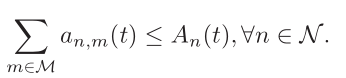 ∑_{m∈ℳ} a_{n,m}(t) ≤ A_n(t), ∀n ∈ 𝒩.